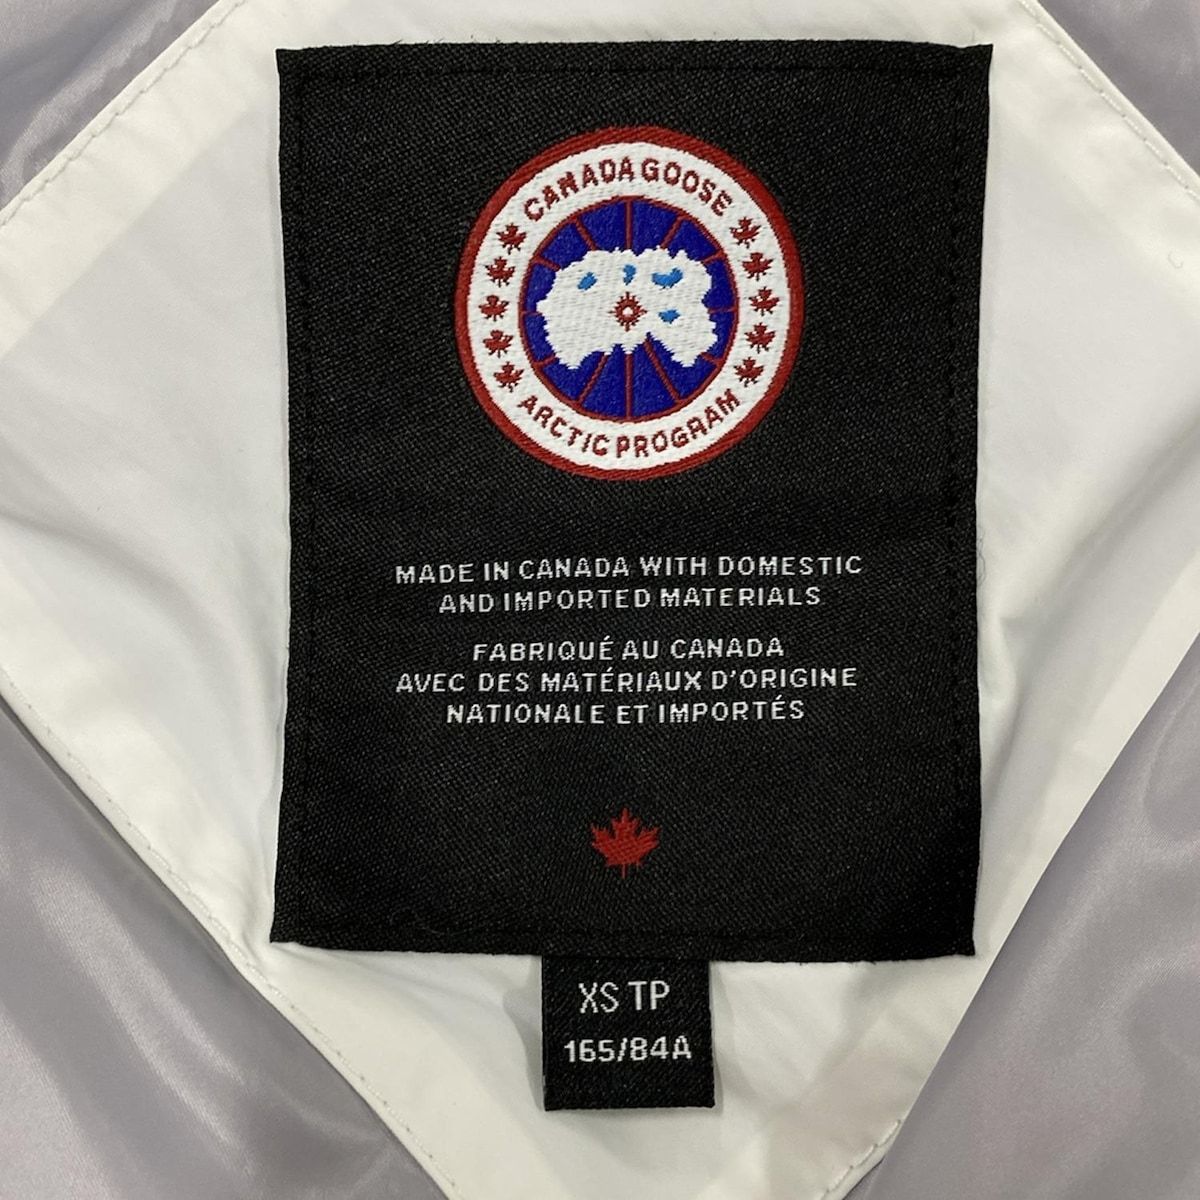 CANADA GOOSE
ARCTIC PROGRAM
MADE IN CANADA WITH DOMESTIC
AND IMPORTED MATERIALS
FABRIQUÉ AU CANADA
AVEC DES MATÉRIAUX D'ORIGINE
NATIONALE ET IMPORTÉS
XS TP
165/84A